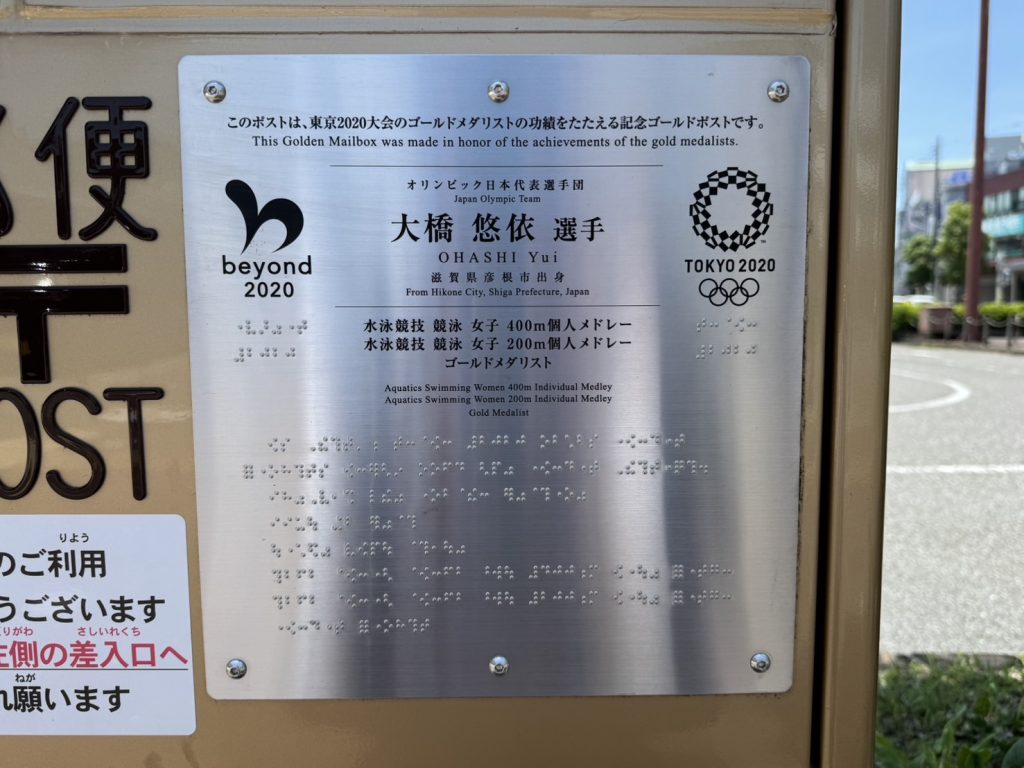 便
〒
OST
このポストは、東京2020大会のゴールドメダリストの功績をたたえる記念ゴールドポストです。
This Golden Mailbox was made in honor of the achievements of the gold medalists.
beyond
2020
オリンピック日本代表選手団
Japan Olympic Team
大橋 悠依 選手
OHASHI Yui
滋賀県彦根市出身
From Hikone City, Shiga Prefecture, Japan
TOKYO 2020
水泳競技 競泳 女子 400m個人メドレー
水泳競技 競泳 女子 200m個人メドレー
ゴールドメダリスト
Aquatics Swimming Women 400m Individual Medley
Aquatics Swimming Women 200m Individual Medley
Gold Medalist
りよう
のご利用
うございます
りがわ さしいれくち
左側の差入口へ
ねが
れ願います